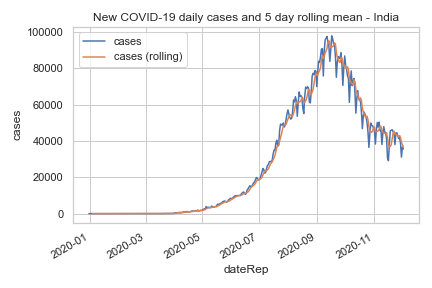 New COVID-19 daily cases and 5 day rolling mean - India
cases
cases (rolling)
100000
80000
60000
40000
20000
0
cases
2020-01
2020-03
2020-05
2020-07
2020-09
2020-11
dateRep